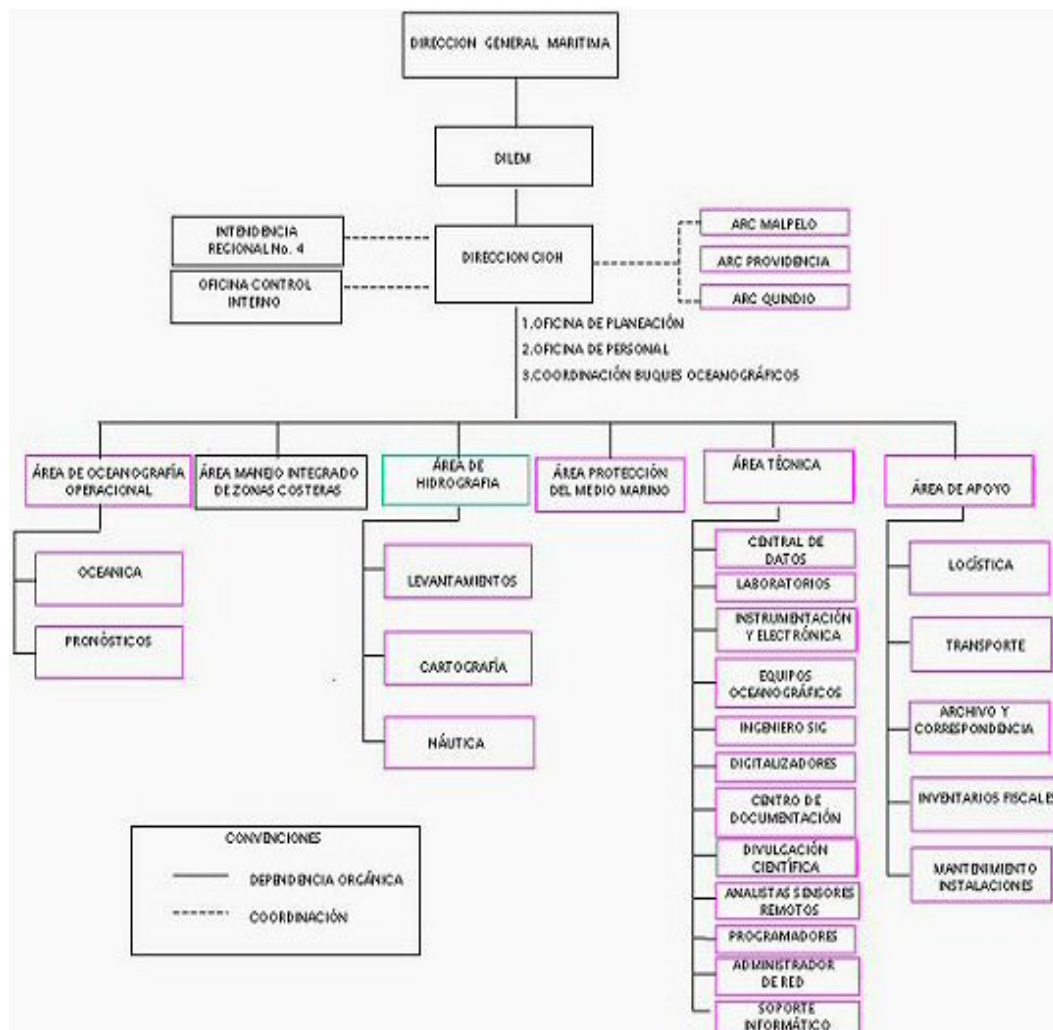 DIRECCION GENERAL MARITIMA
DILEM
INTENDENCIA
REGIONAL No. 4
OFICINA CONTROL
INTERNO
DIRECCION CIOH
ARC MALPELO
ARC PROVIDENCIA
ARC QUINDIO
1.OFICINA DE PLANEACIÓN
2.OFICINA DE PERSONAL
3.COORDINACIÓN BUQUES OCEANOGRÁFICOS
ÁREA DE OCEANOGRAFÍA
OPERACIONAL
ÁREA MANEJO INTEGRADO
DE ZONAS COSTERAS
ÁREA DE
HIDROGRAFIA
ÁREA PROTECCIÓN
DEL MEDIO MARINO
ÁREA TÉCNICA
ÁREA DE APOYO
OCEANICA
PRONÓSTICOS
LEVANTAMIENTOS
CARTOGRAFÍA
NÁUTICA
CENTRAL DE
DATOS
LABORATORIOS
INSTRUMENTACIÓN
Y ELECTRÓNICA
EQUIPOS
OCEANOGRÁFICOS
INGENIERO SIG
DIGITALIZADORES
CENTRO DE
DOCUMENTACIÓN
DIVULGACIÓN
CIENTÍFICA
ANALISTAS SENSORES
REMOTOS
PROGRAMADORES
ADMINISTRADOR
DE RED
SOPORTE
INFORMÁTICO
LOGÍSTICA
TRANSPORTE
ARCHIVO Y
CORRESPONDENCIA
INVENTARIOS FISCALES
MANTENIMIENTO
INSTALACIONES
CONVENCIONES
DEPENDENCIA ORGÁNICA
COORDINACIÓN